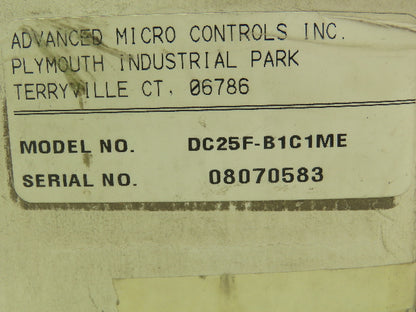 ADVANCED MICRO CONTROLS INC.
PLYMOUTH INDUSTRIAL PARK
TERRYVILLE CT. 06786
MODEL NO. DC25F-B1C1ME
SERIAL NO. 08070583